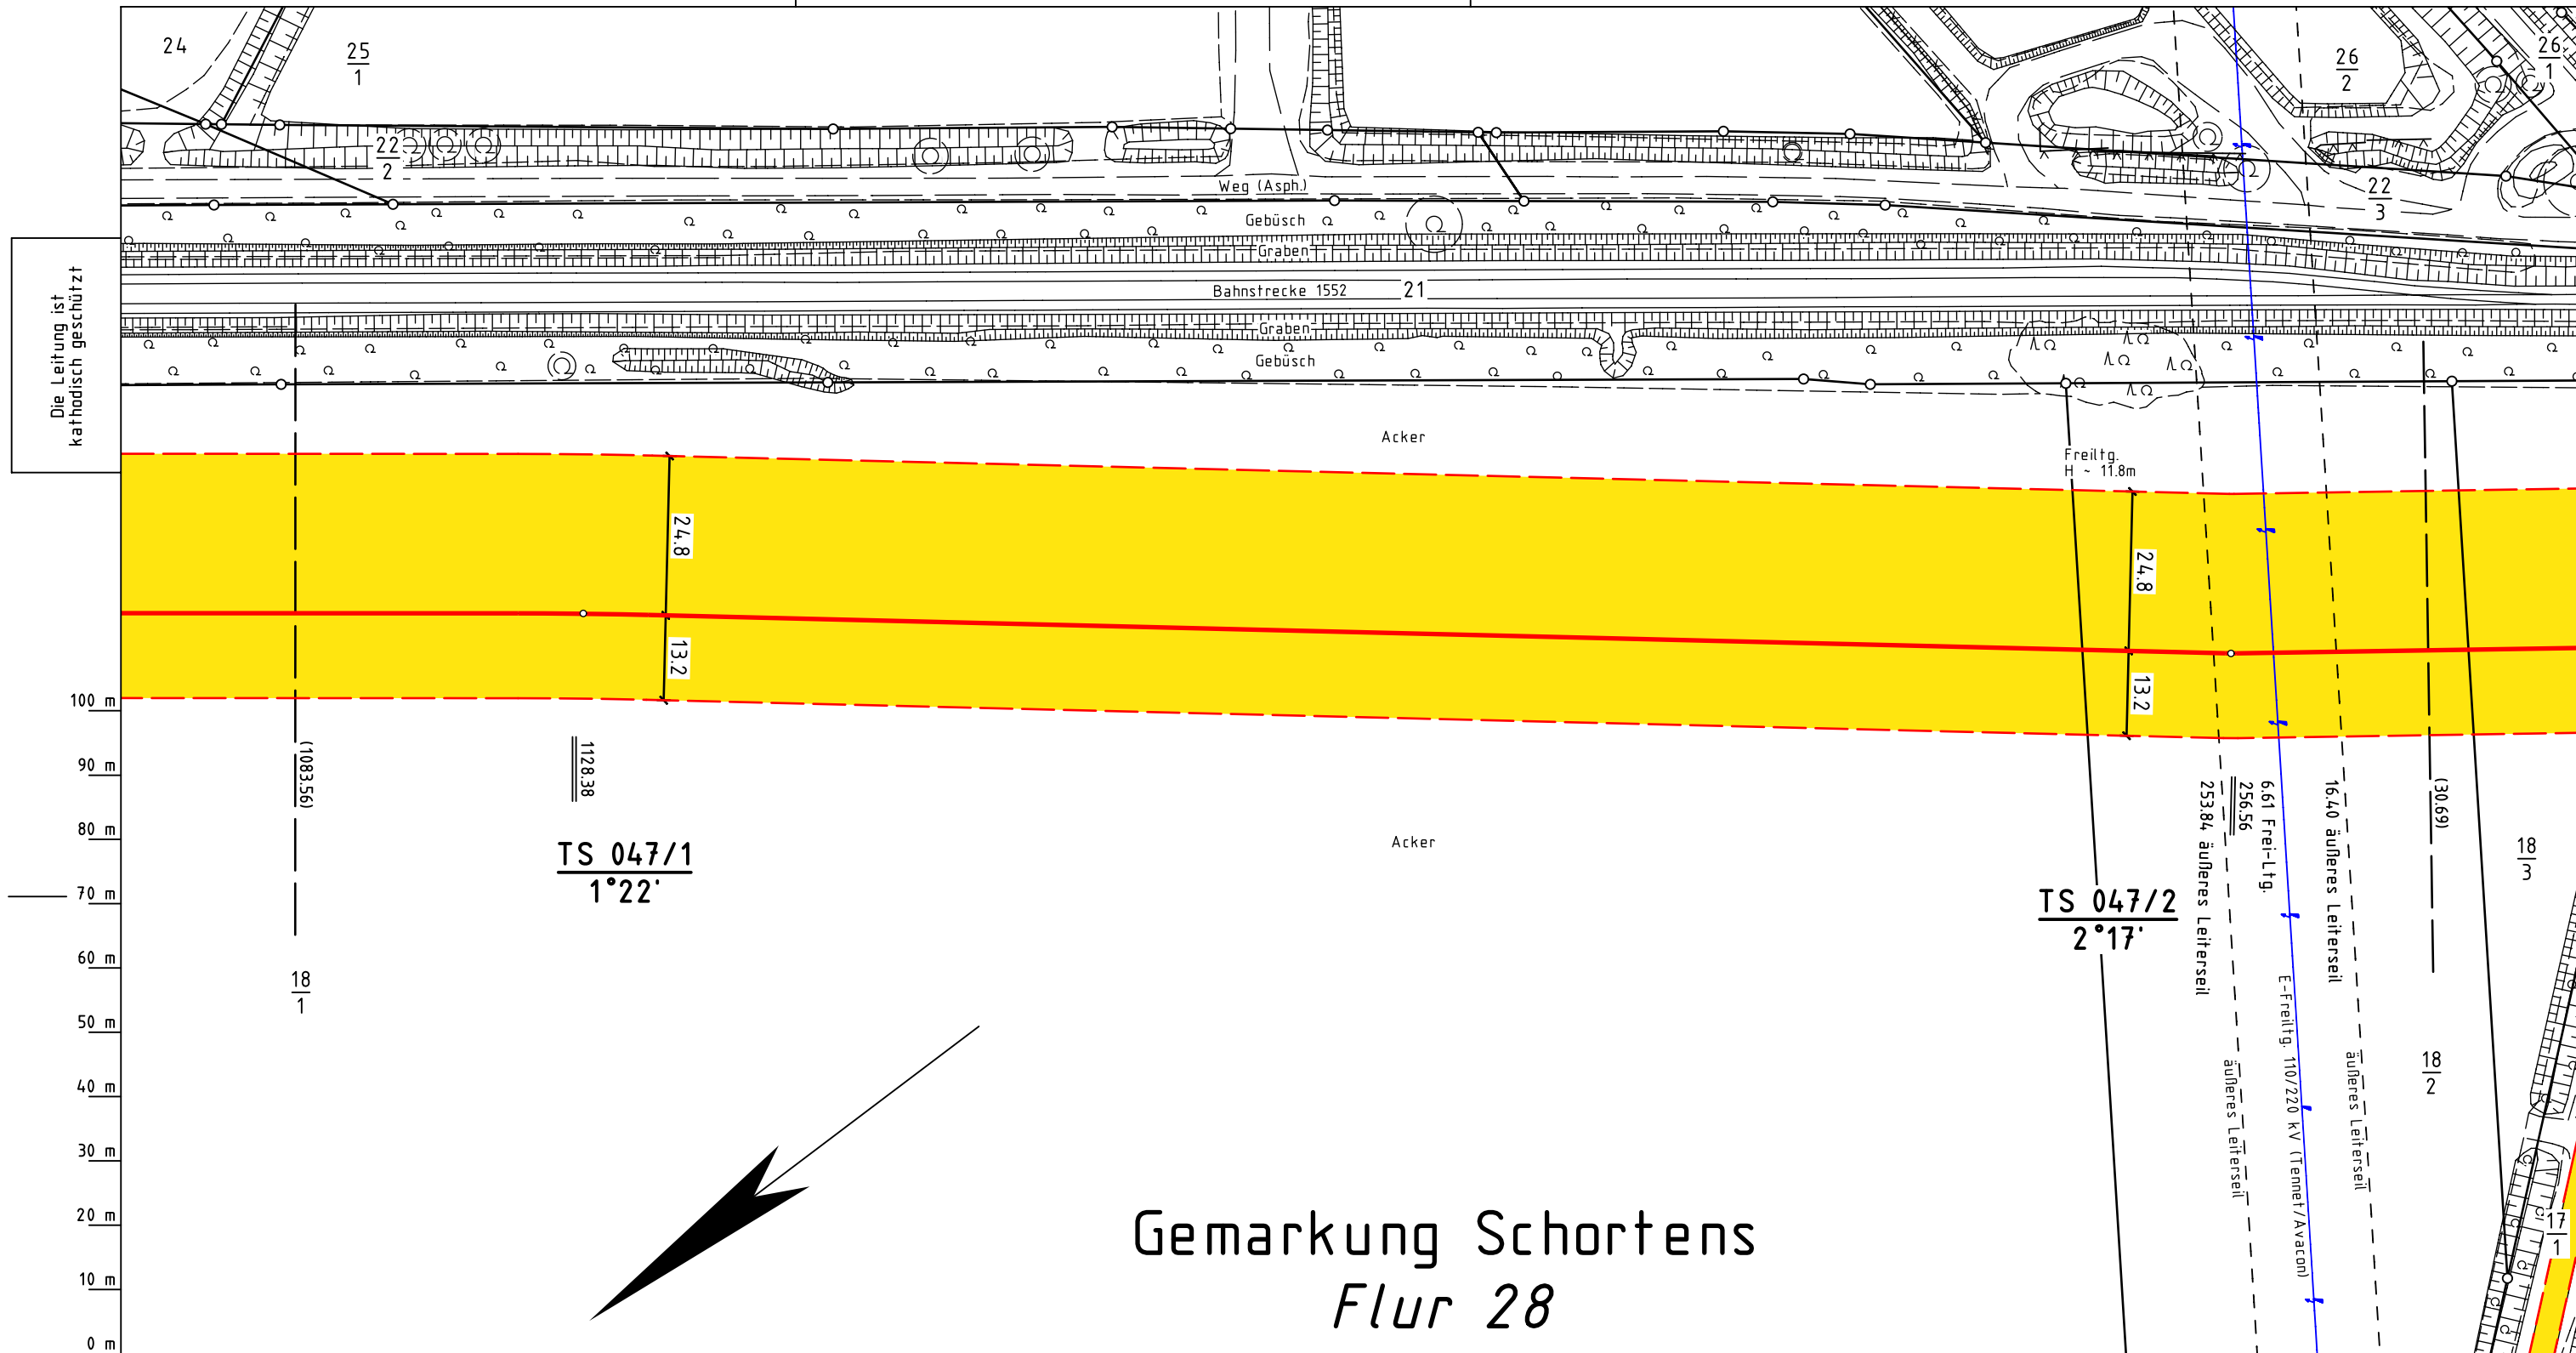 24
25
1
26
2
26
1
22
2
Weg (Asph.)
22
3
Gebüsch
Graben
Bahnstrecke 1552
21
Graben
Gebüsch
Die Leitung ist
kathodisch geschützt
Acker
Freiltg.
H ~ 11.8m
24.8
24.8
13.2
13.2
100 m
90 m
80 m
70 m
60 m
50 m
40 m
30 m
20 m
10 m
0 m
(1083.56)
1128.38
TS 047/1
1°22'
Acker
253.84 äußeres Leiterseil
256.56
6.61 Frei-Ltg.
16.40 äußeres Leiterseil
(30.69)
18
3
TS 047/2
2°17'
18
1
E-Freiltg. 110/220 kV (Tennet/Avacon)
äußeres Leiterseil
äußeres Leiterseil
18
2
17
1
Gemarkung Schortens
Flur 28